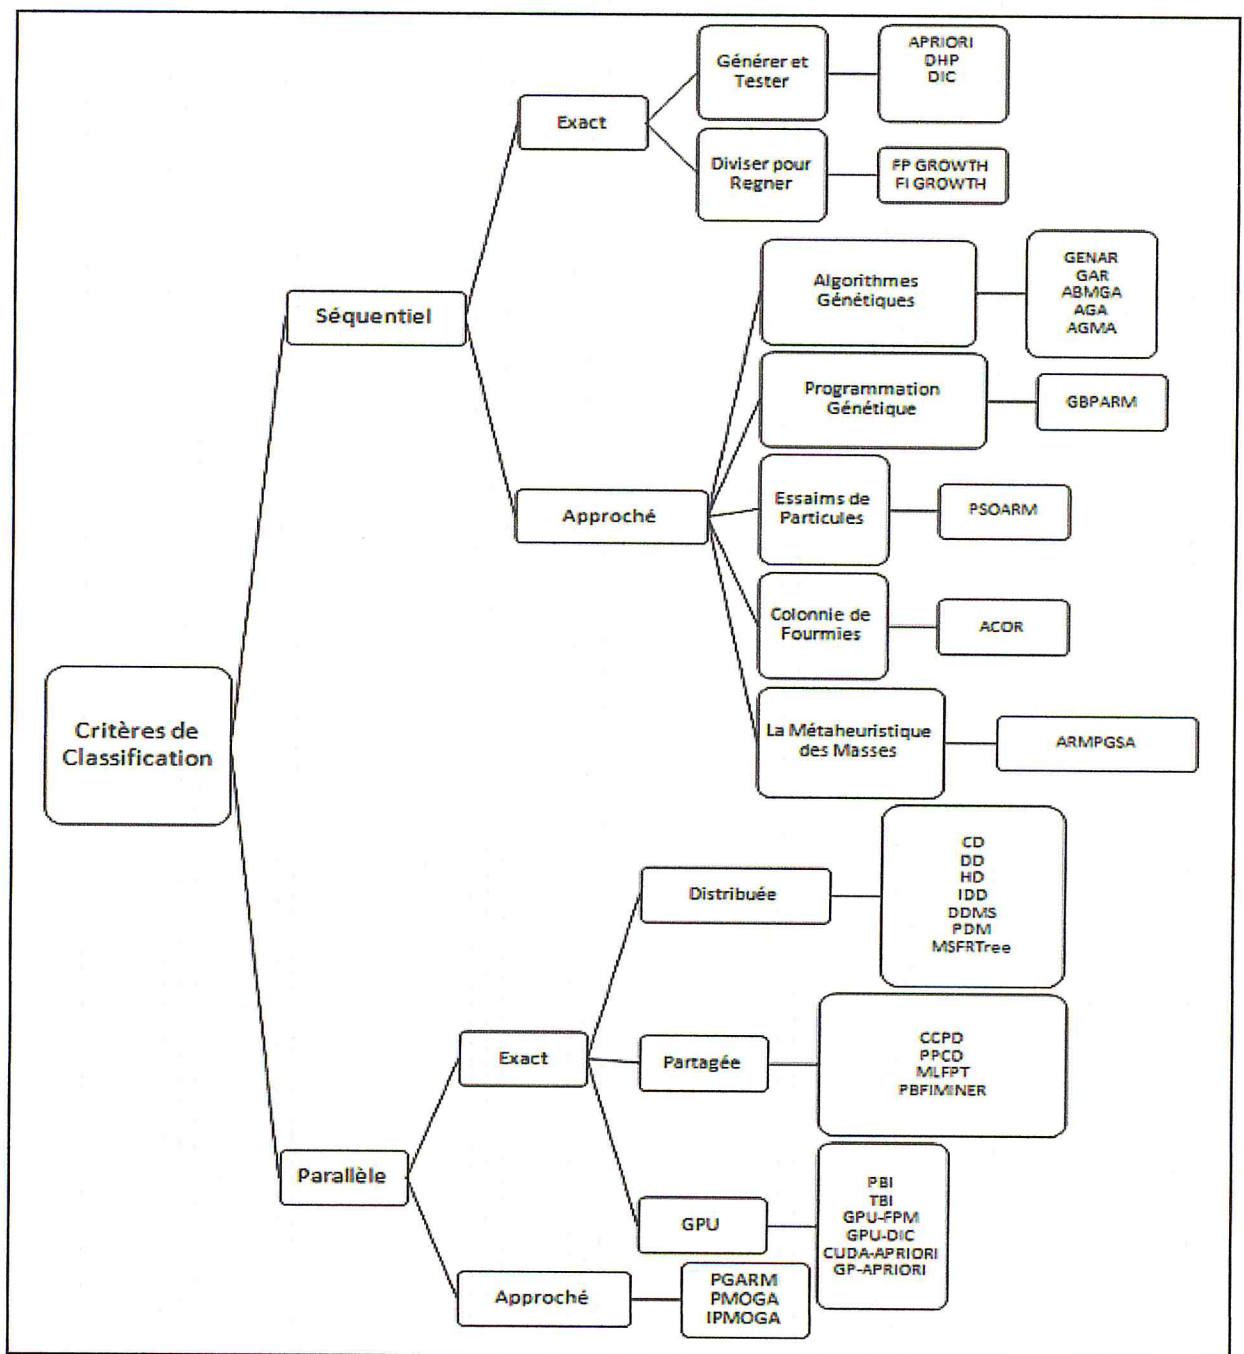 Générer et
Tester
APRIORI
DHP
DIC
Exact
Diviser pour
Regner
FP GROWTH
FI GROWTH
Séquentiel
Algorithmes
Génétiques
GENAR
GAR
ABMGA
AGA
AGMA
Programmation
Génétique
GBPARM
Approché
Essaims de
Particules
PSOARM
Colonnie de
Fourmies
ACOR
La Métaheuristique
des Masses
ARMPGSA
Critères de
Classification
Distribuée
CD
DD
HD
IDD
DDMS
PDM
MSFRTree
Exact
Partagée
CCPD
PPCD
MLFPT
PBFIMINER
Parallèle
GPU
PBI
TBI
GPU-FPM
GPU-DIC
CUDA-APRIORI
GP-APRIORI
Approché
PGARM
PMOGA
IPMOGA